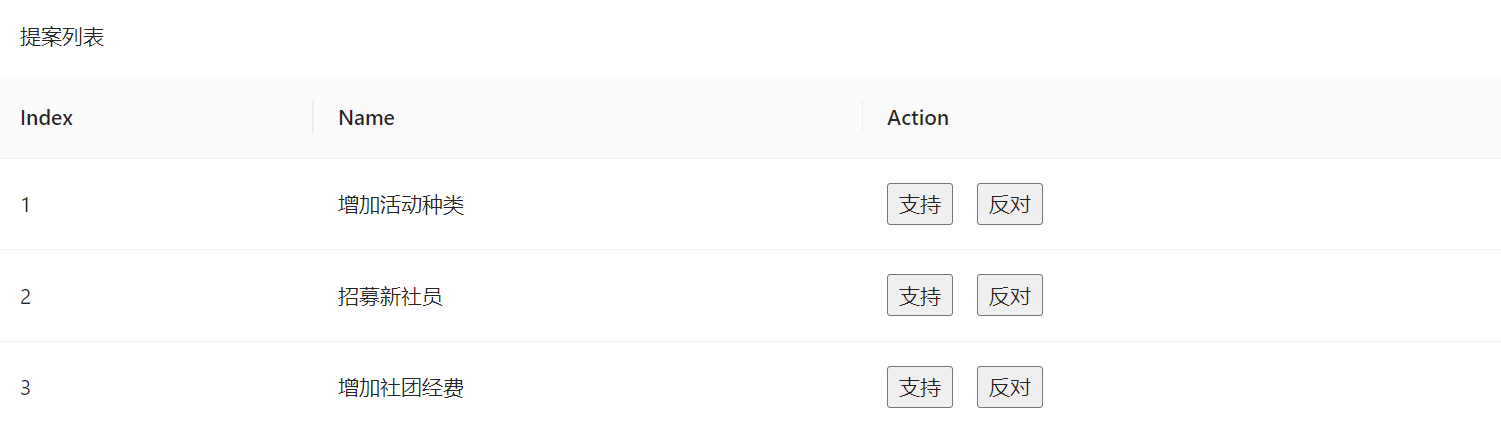 提案列表
Index Name Action
1 增加活动种类 支持 反对
2 招募新社员 支持 反对
3 增加社团经费 支持 反对